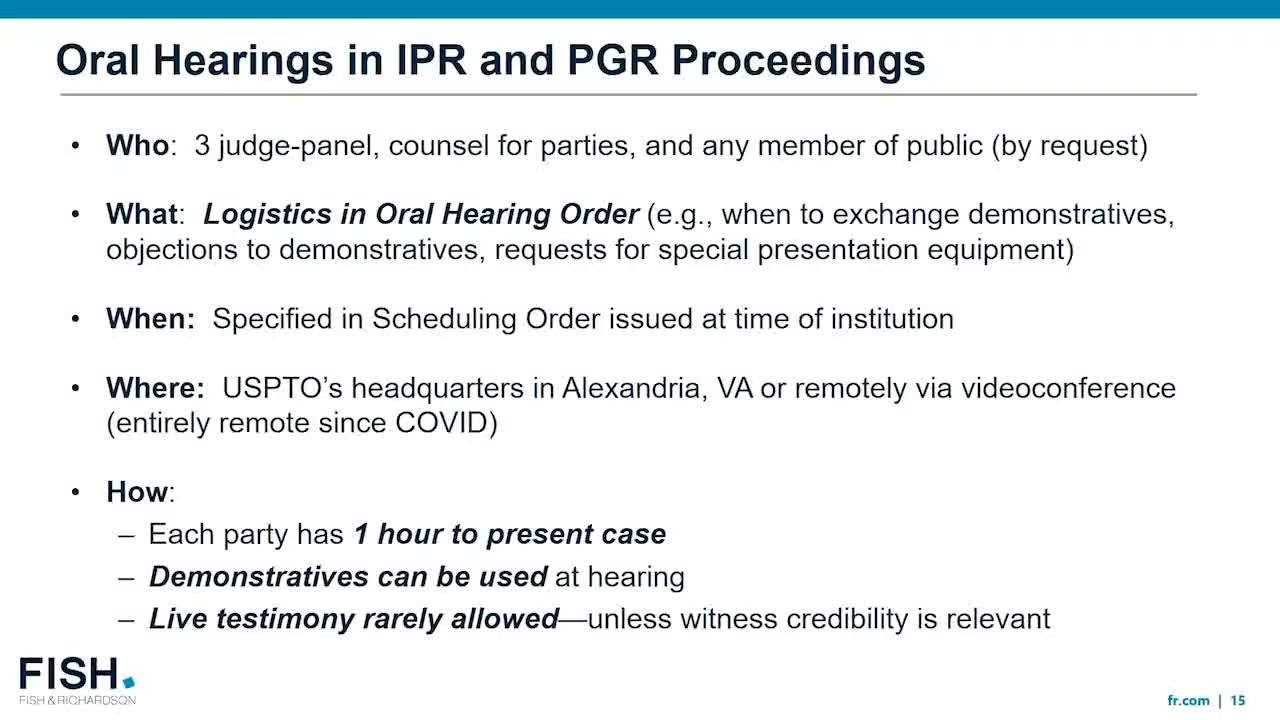 Oral Hearings in IPR and PGR Proceedings
• Who: 3 judge-panel, counsel for parties, and any member of public (by request)
• What: Logistics in Oral Hearing Order (e.g., when to exchange demonstratives,
objections to demonstratives, requests for special presentation equipment)
• When: Specified in Scheduling Order issued at time of institution
• Where: USPTO’s headquarters in Alexandria, VA or remotely via videoconference
(entirely remote since COVID)
• How:
– Each party has 1 hour to present case
– Demonstratives can be used at hearing
– Live testimony rarely allowed—unless witness credibility is relevant
FISH.
FISH & RICHARDSON
fr.com | 15